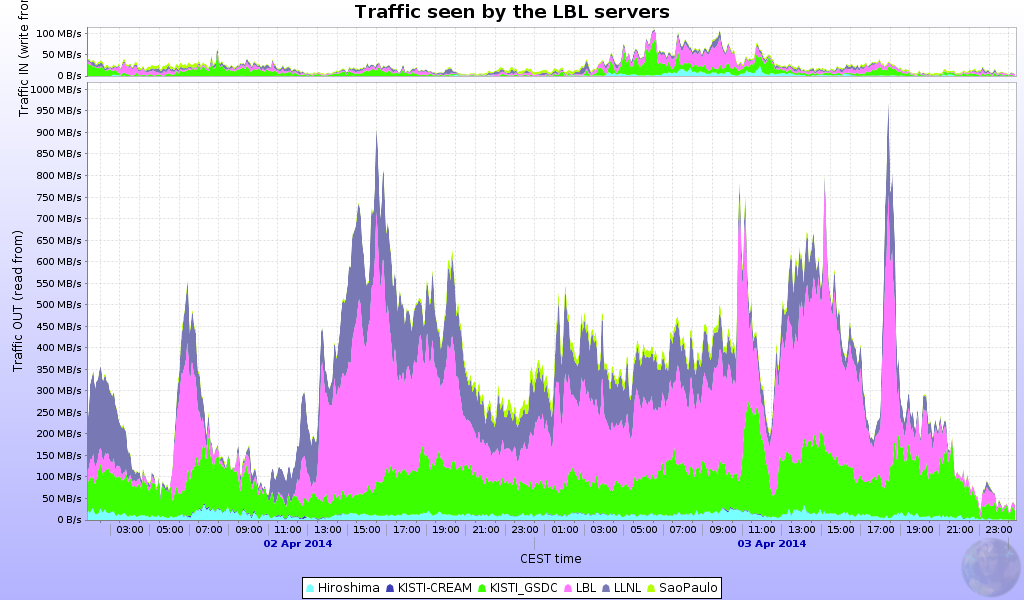 Traffic seen by the LBL servers
Traffic IN (write from
100 MB/s
50 MB/s
0 B/s
Traffic OUT (read from)
1000 MB/s
950 MB/s
900 MB/s
850 MB/s
800 MB/s
750 MB/s
700 MB/s
650 MB/s
600 MB/s
550 MB/s
500 MB/s
450 MB/s
400 MB/s
350 MB/s
300 MB/s
250 MB/s
200 MB/s
150 MB/s
100 MB/s
50 MB/s
0 B/s
03:00 05:00 07:00 09:00 11:00 13:00 15:00 17:00 19:00 21:00 23:00 01:00 03:00 05:00 07:00 09:00 11:00 13:00 15:00 17:00 19:00 21:00 23:00
02 Apr 2014 03 Apr 2014
CEST time
Hiroshima KISTI-CREAM KISTI_GSDC LBL LLNL SaoPaulo